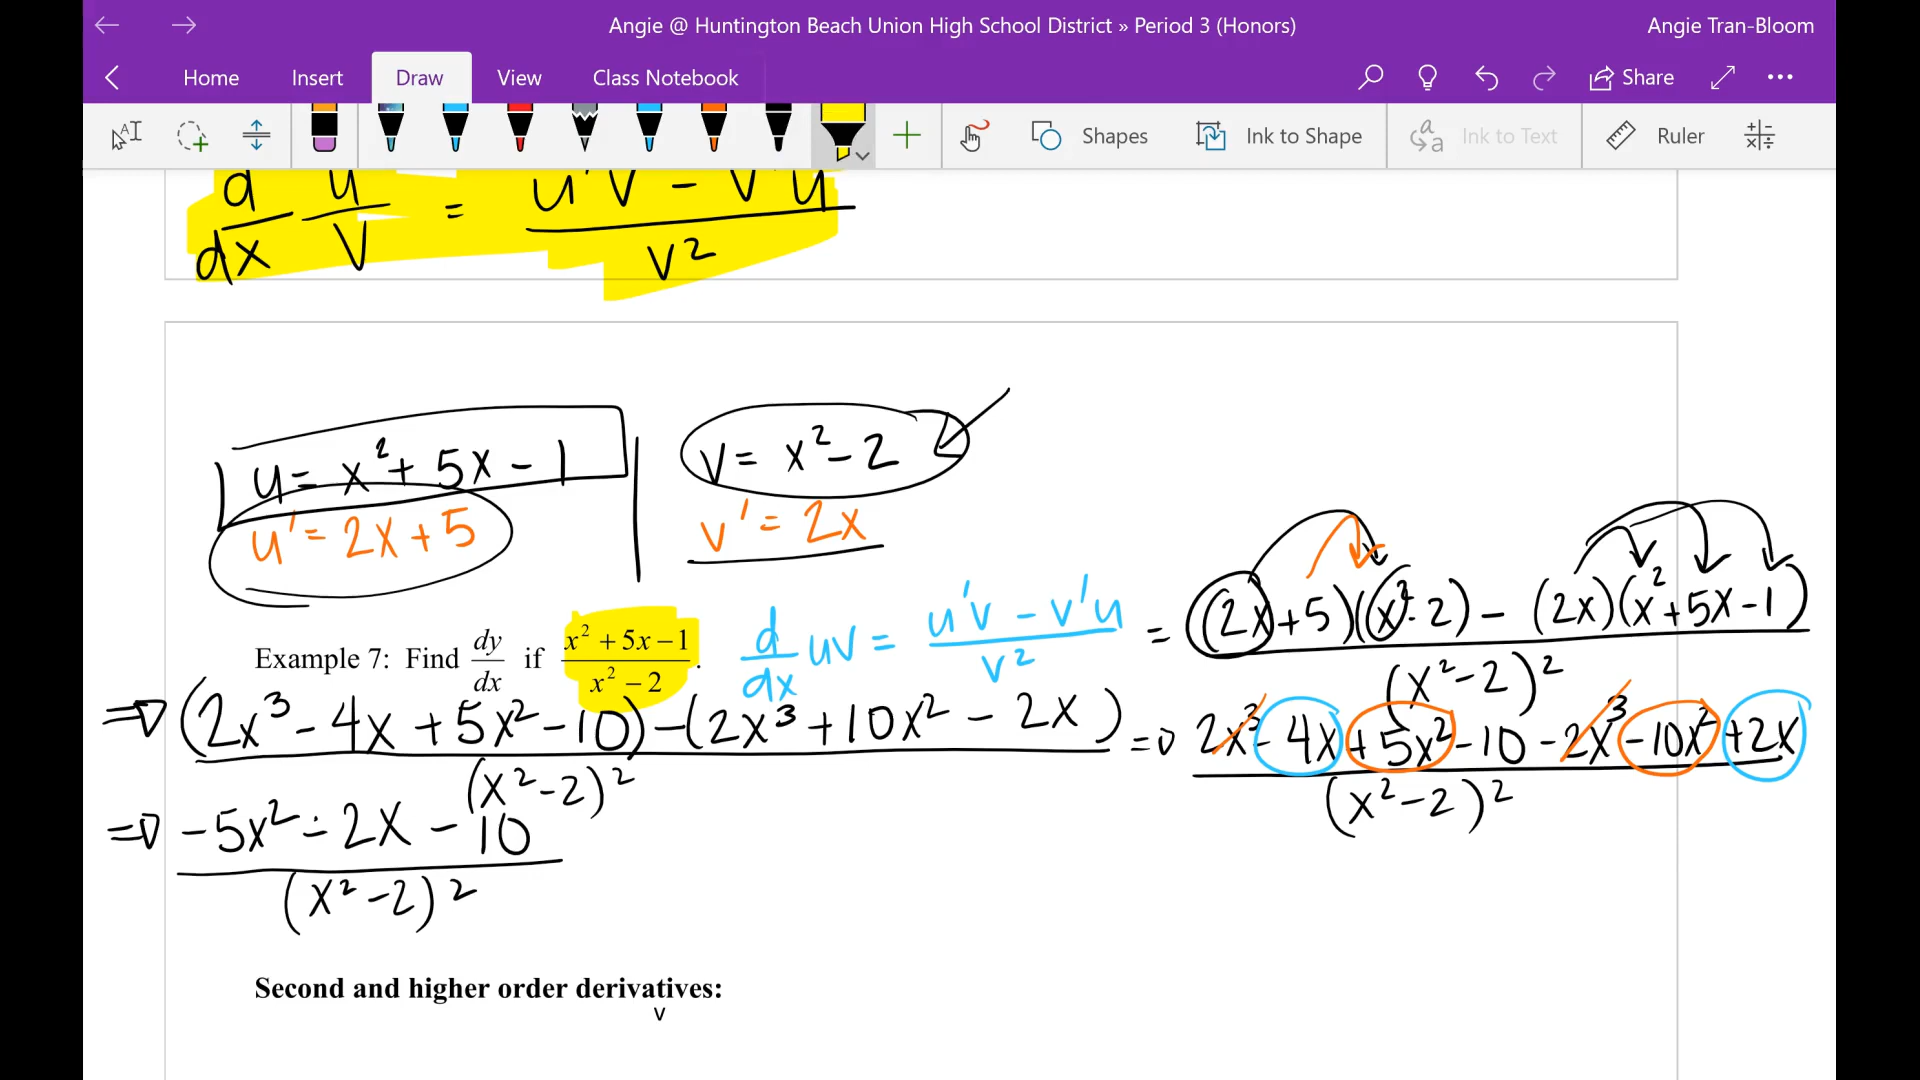 Angie @ Huntington Beach Union High School District » Period 3 (Honors)
Angie Tran-Bloom
Home Insert Draw View Class Notebook Share
Shapes Ink to Shape Ink to Text Ruler
d/dx u/v = (u'v - v'u)/v²
u = x² + 5x - 1
v = x² - 2
u' = 2x + 5
v' = 2x
Example 7: Find dy/dx if (x² + 5x - 1)/(x² - 2).
d/dx uv = (u'v - v'u)/v²
= ((2x+5)(x²-2) - (2x)(x²+5x-1))/(x²-2)²
⇒ ((2x³ - 4x + 5x² - 10) - (2x³ + 10x² - 2x))/(x²-2)²
⇒ (2x³ - 4x + 5x² - 10 - 2x³ - 10x² + 2x)/(x²-2)²
⇒ (-5x² - 2x - 10)/(x²-2)²
Second and higher order derivatives:
v